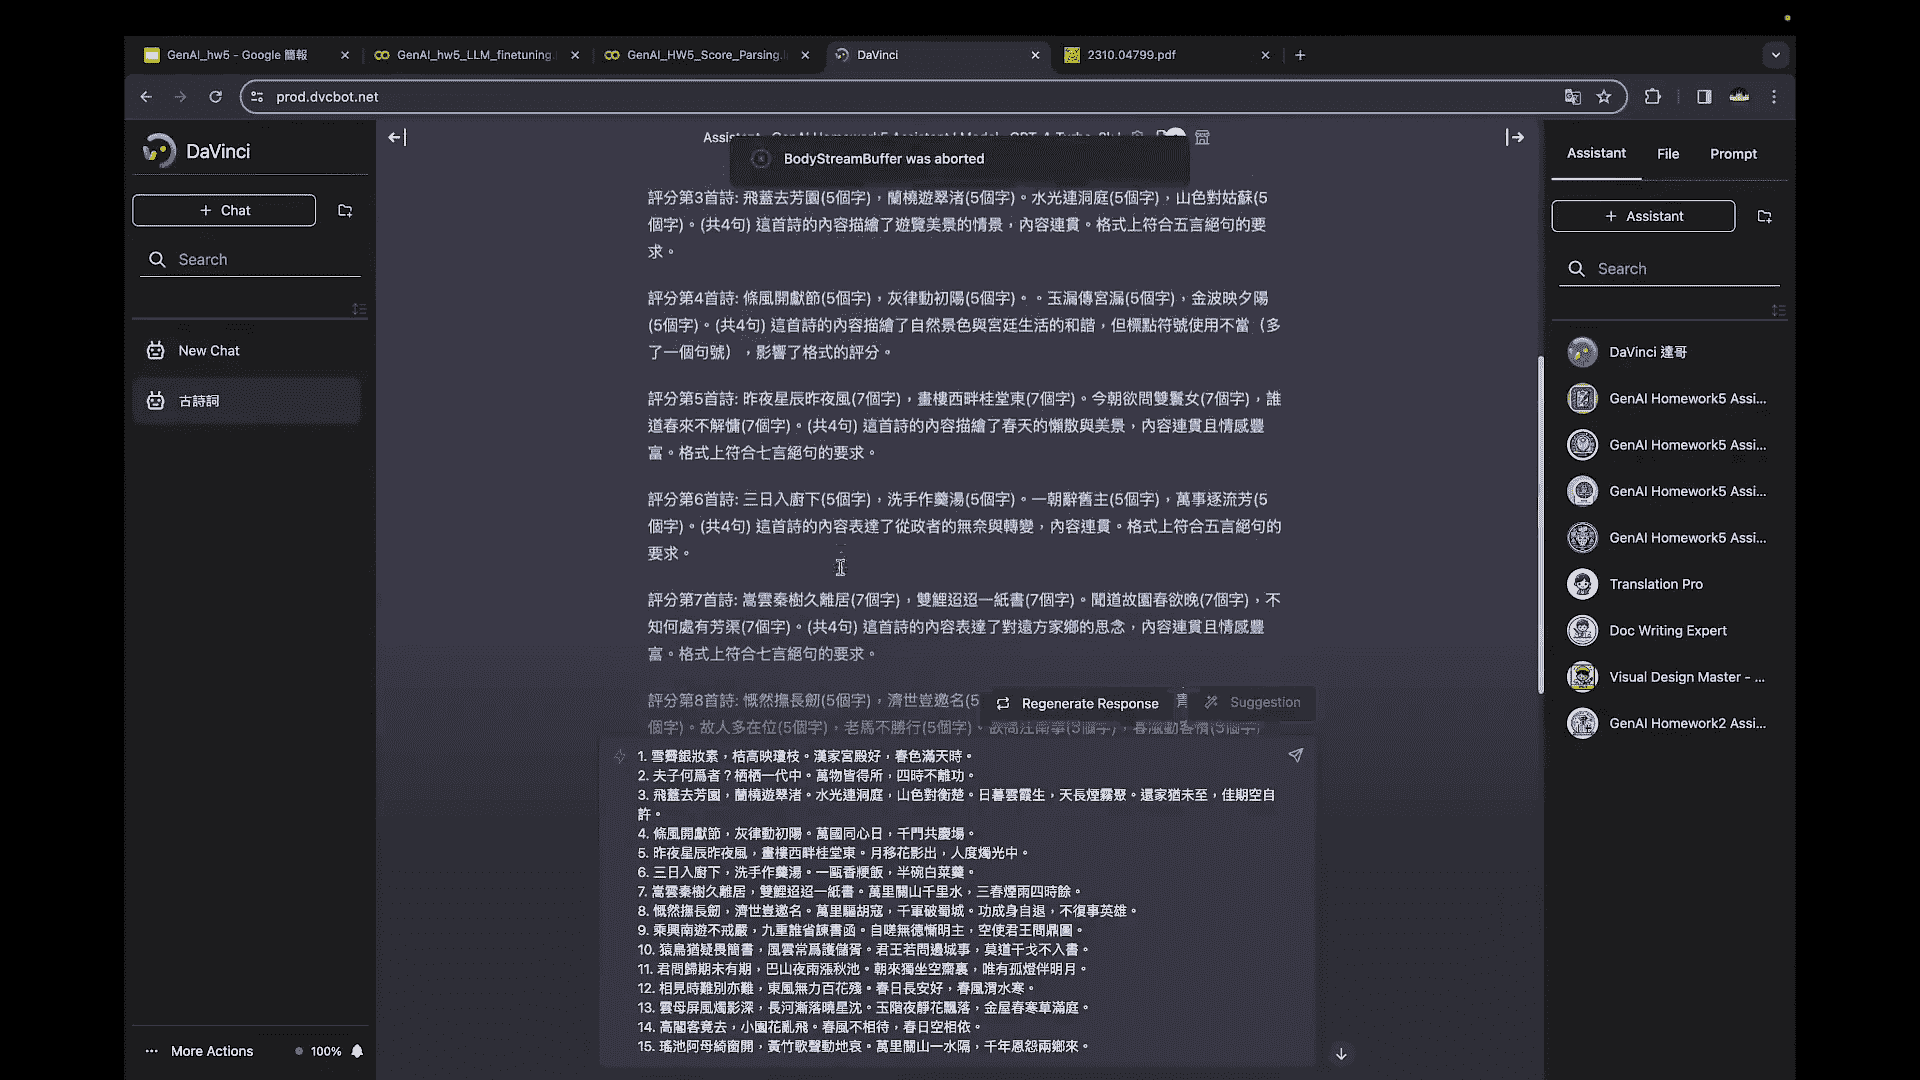 GenAI_hw5 - Google 簡報
GenAI_hw5_LLM_finetuning.
GenAI_HW5_Score_Parsing.i
DaVinci
2310.04799.pdf
prod.dvcbot.net
DaVinci
+ Chat
Search
New Chat
古詩詞
More Actions
100%
BodyStreamBuffer was aborted
評分第3首詩: 飛蓋去芳園(5個字)，蘭橈遊翠渚(5個字)。水光連洞庭(5個字)，山色對姑蘇(5
個字)。(共4句) 這首詩的內容描繪了遊覽美景的情景，內容連貫。格式上符合五言絕句的要
求。
評分第4首詩: 條風開獻節(5個字)，灰律動初陽(5個字)。。玉漏傳宮漏(5個字)，金波映夕陽
(5個字)。(共4句) 這首詩的內容描繪了自然景色與宮廷生活的和諧，但標點符號使用不當（多
了一個句號），影響了格式的評分。
評分第5首詩: 昨夜星辰昨夜風(7個字)，畫樓西畔桂堂東(7個字)。今朝欲問雙鬟女(7個字)，誰
道春來不解慵(7個字)。(共4句) 這首詩的內容描繪了春天的懶散與美景，內容連貫且情感豐
富。格式上符合七言絕句的要求。
評分第6首詩: 三日入廚下(5個字)，洗手作羹湯(5個字)。一朝辭舊主(5個字)，萬事逐流芳(5
個字)。(共4句) 這首詩的內容表達了從政者的無奈與轉變，內容連貫。格式上符合五言絕句的
要求。
評分第7首詩: 嵩雲秦樹久離居(7個字)，雙鯉迢迢一紙書(7個字)。聞道故園春欲晚(7個字)，不
知何處有芳渠(7個字)。(共4句) 這首詩的內容表達了對遠方家鄉的思念，內容連貫且情感豐
富。格式上符合七言絕句的要求。
評分第8首詩: 慨然撫長劒(5個字)，濟世豈邀名(5
個字)。故人多在位(5個字)，老馬不勝行(5個字)
Regenerate Response
Suggestion
1. 雪霽銀妝素，桔高映瓊枝。漢家宮殿好，春色滿天時。
2. 夫子何爲者？栖栖一代中。萬物皆得所，四時不離功。
3. 飛蓋去芳園，蘭橈遊翠渚。水光連洞庭，山色對衡楚。日暮雲霞生，天長煙霧聚。還家猶未至，佳期空自
許。
4. 條風開獻節，灰律動初陽。萬國同心日，千門共慶場。
5. 昨夜星辰昨夜風，畫樓西畔桂堂東。月移花影出，人度燭光中。
6. 三日入廚下，洗手作羹湯。一甌香粳飯，半碗白菜羹。
7. 嵩雲秦樹久離居，雙鯉迢迢一紙書。萬里關山千里水，三春煙雨四時餘。
8. 慨然撫長劒，濟世豈邀名。萬里驅胡寇，千軍破蜀城。功成身自退，不復事英雄。
9. 乘興南遊不戒嚴，九重誰省諫書函。自嗟無德慚明主，空使君王問鼎圖。
10. 猿鳥猶疑畏簡書，風雲常爲護儲胥。君王若問邊城事，莫道干戈不入書。
11. 君問歸期未有期，巴山夜雨漲秋池。朝來獨坐空齋裏，唯有孤燈伴明月。
12. 相見時難別亦難，東風無力百花殘。春日長安好，春風渭水寒。
13. 雲母屏風燭影深，長河漸落曉星沈。玉階夜靜花飄落，金屋春寒草滿庭。
14. 高閣客竟去，小園花亂飛。春風不相待，春日空相依。
15. 瑤池阿母綺窗開，黃竹歌聲動地哀。萬里關山一水隔，千年恩怨兩鄉來。
Assistant
File
Prompt
+ Assistant
Search
DaVinci 達哥
GenAI Homework5 Assi...
GenAI Homework5 Assi...
GenAI Homework5 Assi...
GenAI Homework5 Assi...
Translation Pro
Doc Writing Expert
Visual Design Master - ...
GenAI Homework2 Assi...